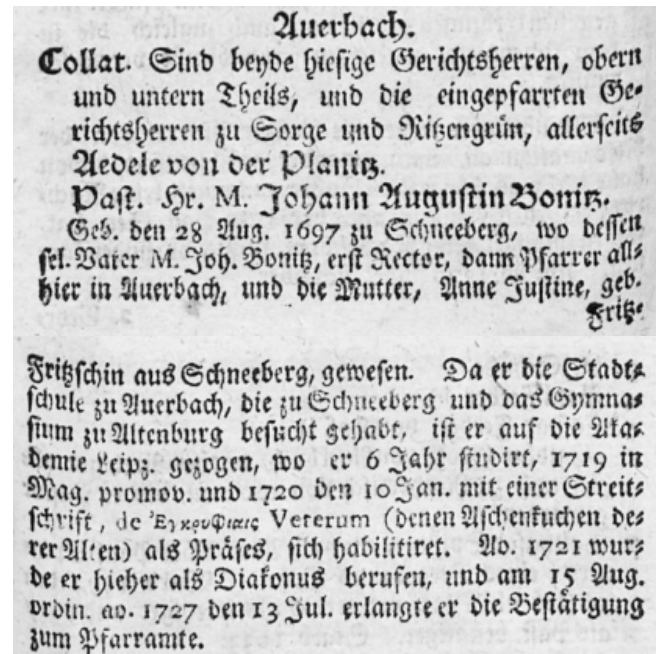 Auerbach.
Collat. Sind beyde hiesige Gerichtsherren, obern
und untern Theils, und die eingepfarrten Ge-
richtsherren zu Sorge und Ritzengrün, allerseits
Aedele von der Planitz.
Past. Hr. M. Johann Augustin Bonitz.
Geb. den 28 Aug. 1697 zu Schneeberg, wo dessen
sel. Vater M. Joh. Bonitz, erst Rector, dann Pfarrer all-
hier in Auerbach, und die Mutter, Anne Justine, geb.
Fritz-
Fritzschin aus Schneeberg, gewesen. Da er die Stadt-
schule zu Auerbach, die zu Schneeberg und das Gymna-
sium zu Altenburg besucht gehabt, ist er auf die Aka-
demie Leipz. gezogen, wo er 6 Jahr studirt, 1719 in
Mag. promov. und 1720 den 10 Jan. mit einer Streit-
schrift, de Ἐγκρυφιαις Veterum (denen Aschenkuchen de-
rer Alten) als Präses, sich habilitiret. Ao. 1721 wur-
de er hieher als Diakonus berufen, und am 15 Aug.
ordin. ao. 1727 den 13 Jul. erlangte er die Bestätigung
zum Pfarramte.